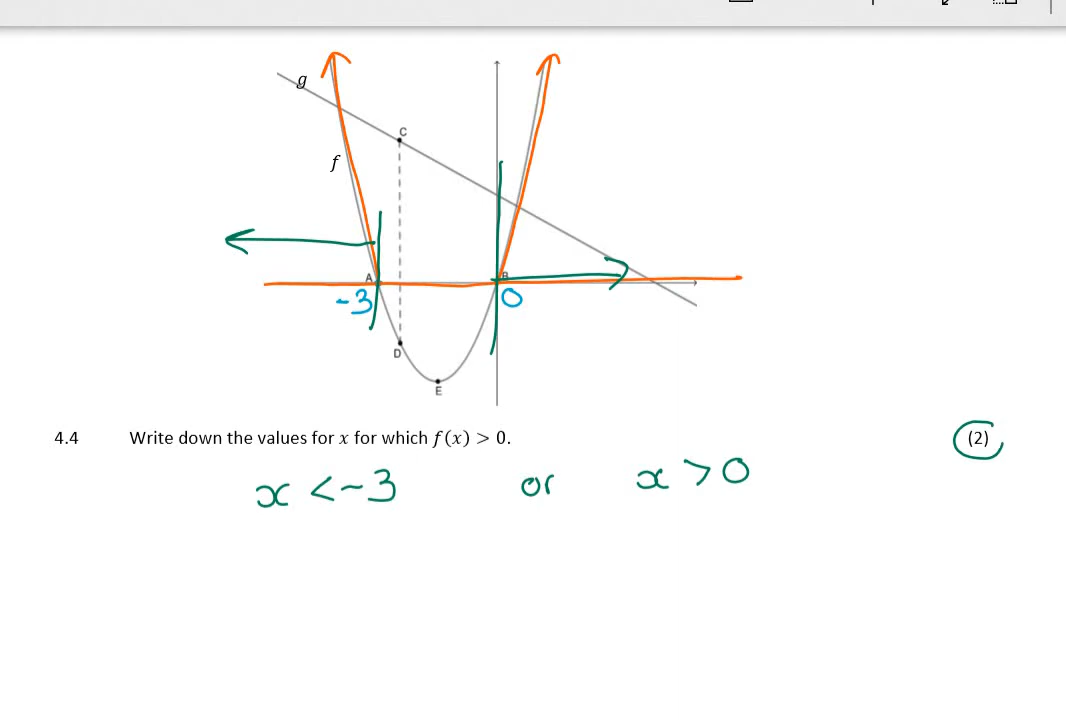 g
C
f
A B
-3 0
D
E
4.4 Write down the values for x for which f(x) > 0. (2)
x < -3 or x > 0